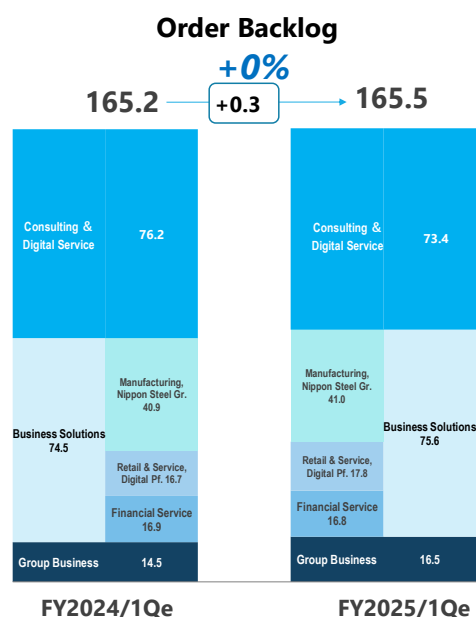 Order Backlog
+0%
165.2
+0.3
165.5
Consulting &
Digital Service
76.2
Business Solutions
74.5
Manufacturing,
Nippon Steel Gr.
40.9
Retail & Service,
Digital Pf. 16.7
Financial Service
16.9
Group Business
14.5
Consulting &
Digital Service
73.4
Manufacturing,
Nippon Steel Gr.
41.0
Business Solutions
75.6
Retail & Service,
Digital Pf. 17.8
Financial Service
16.8
Group Business
16.5
FY2024/1Qe
FY2025/1Qe